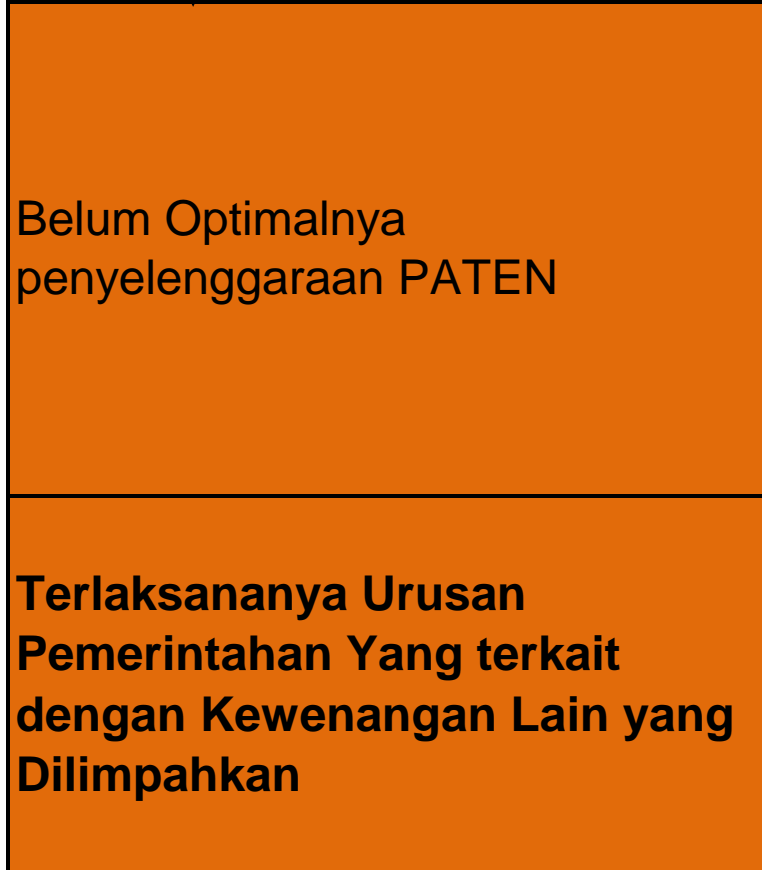 Belum Optimalnya
penyelenggaraan PATEN
Terlaksananya Urusan
Pemerintahan Yang terkait
dengan Kewenangan Lain yang
Dilimpahkan